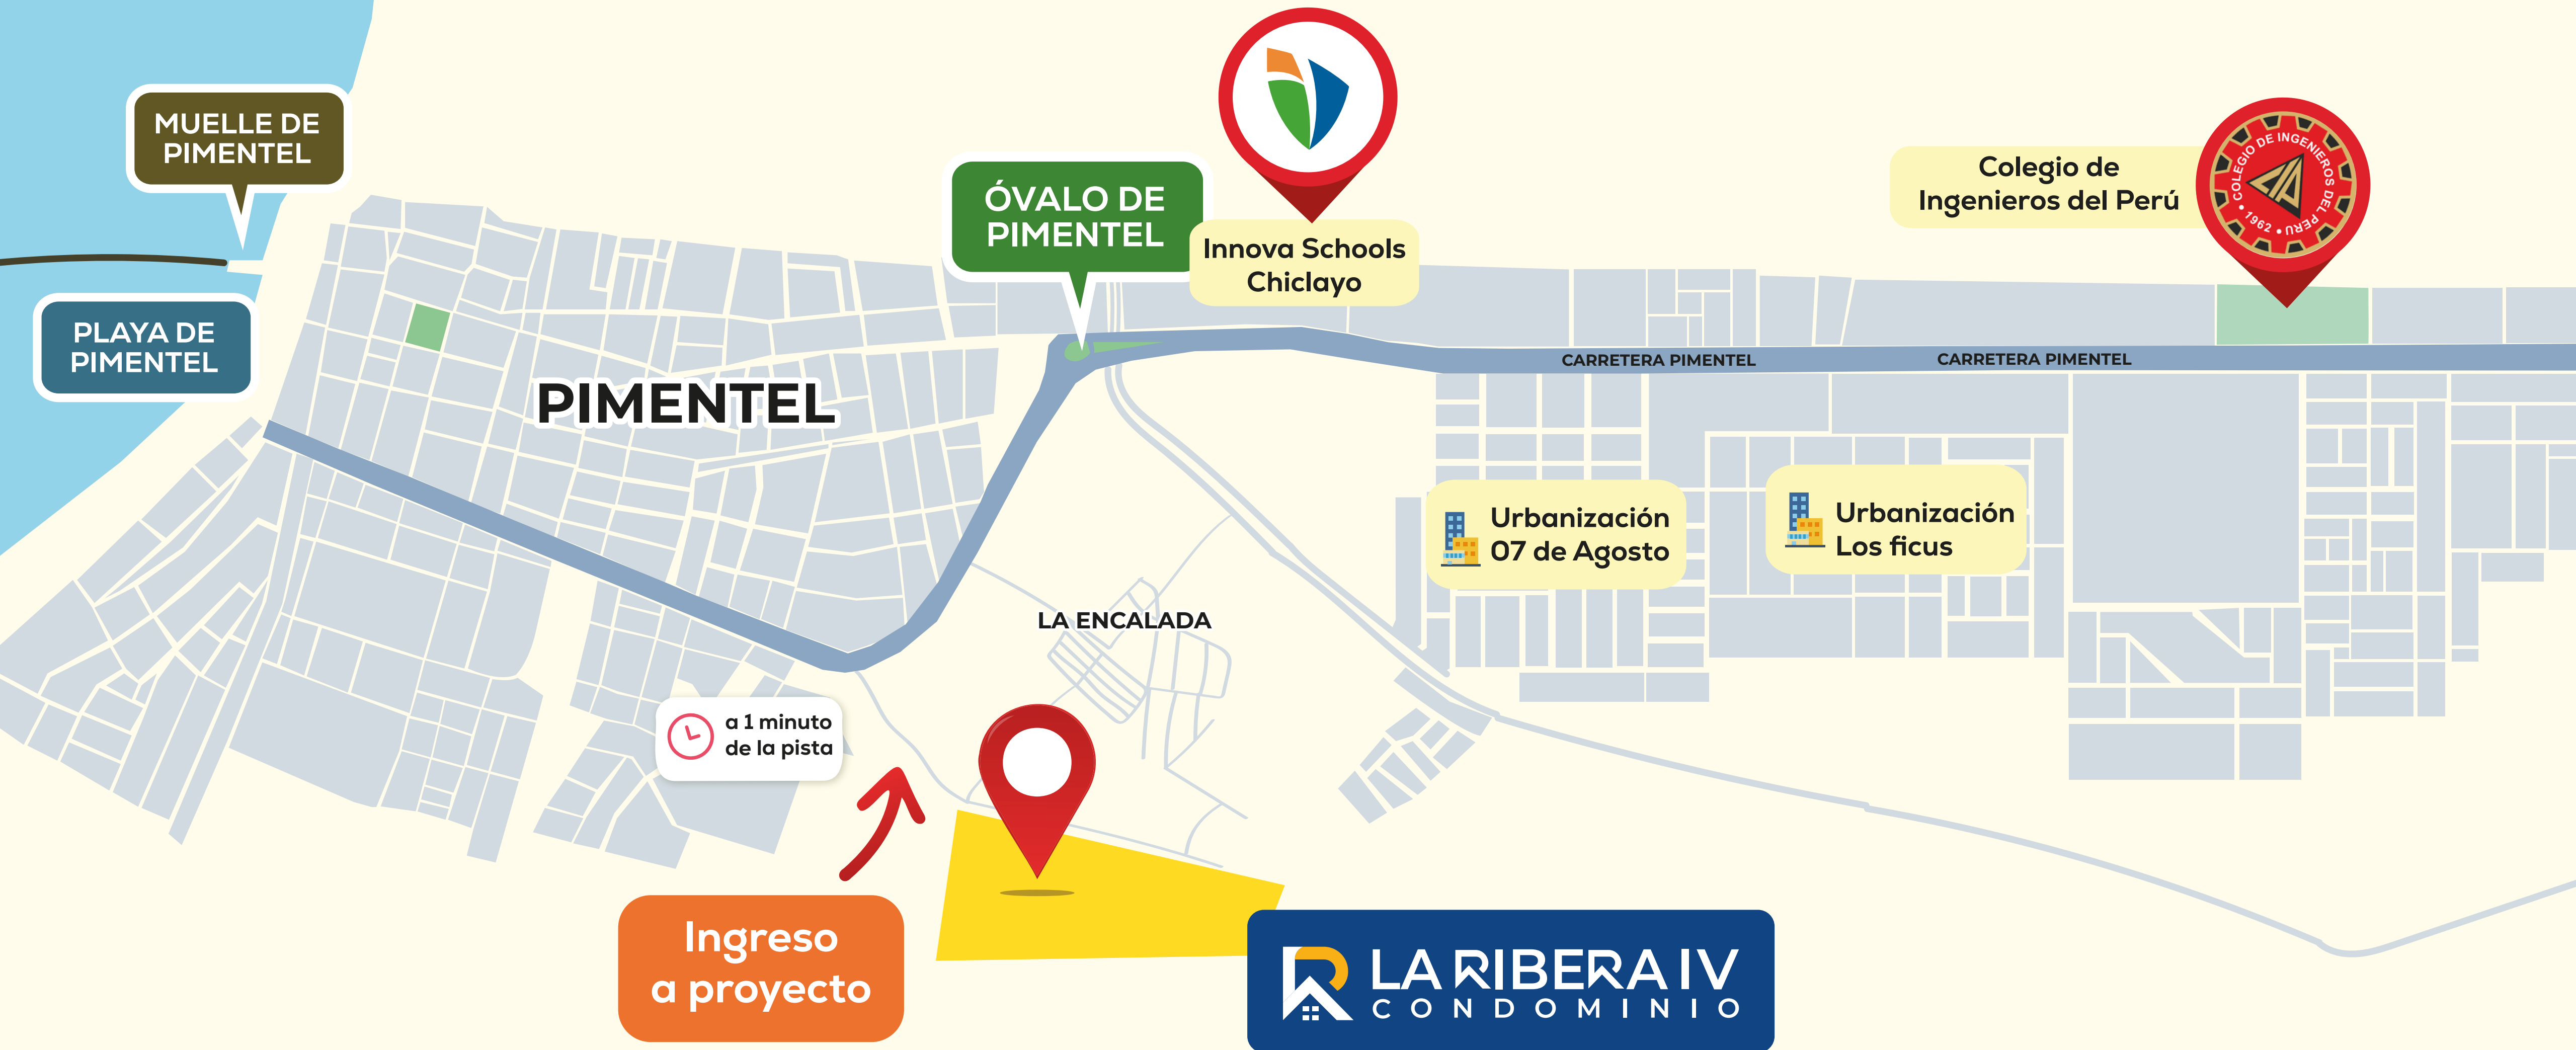 MUELLE DE
PIMENTEL
PLAYA DE
PIMENTEL
PIMENTEL
ÓVALO DE
PIMENTEL
Innova Schools
Chiclayo
Colegio de
Ingenieros del Perú
COLEGIO DE INGENIEROS DEL PERU • 1962 •
CARRETERA PIMENTEL
CARRETERA PIMENTEL
Urbanización
07 de Agosto
Urbanización
Los ficus
LA ENCALADA
a 1 minuto
de la pista
Ingreso
a proyecto
LA RIBERA IV
CONDOMINIO